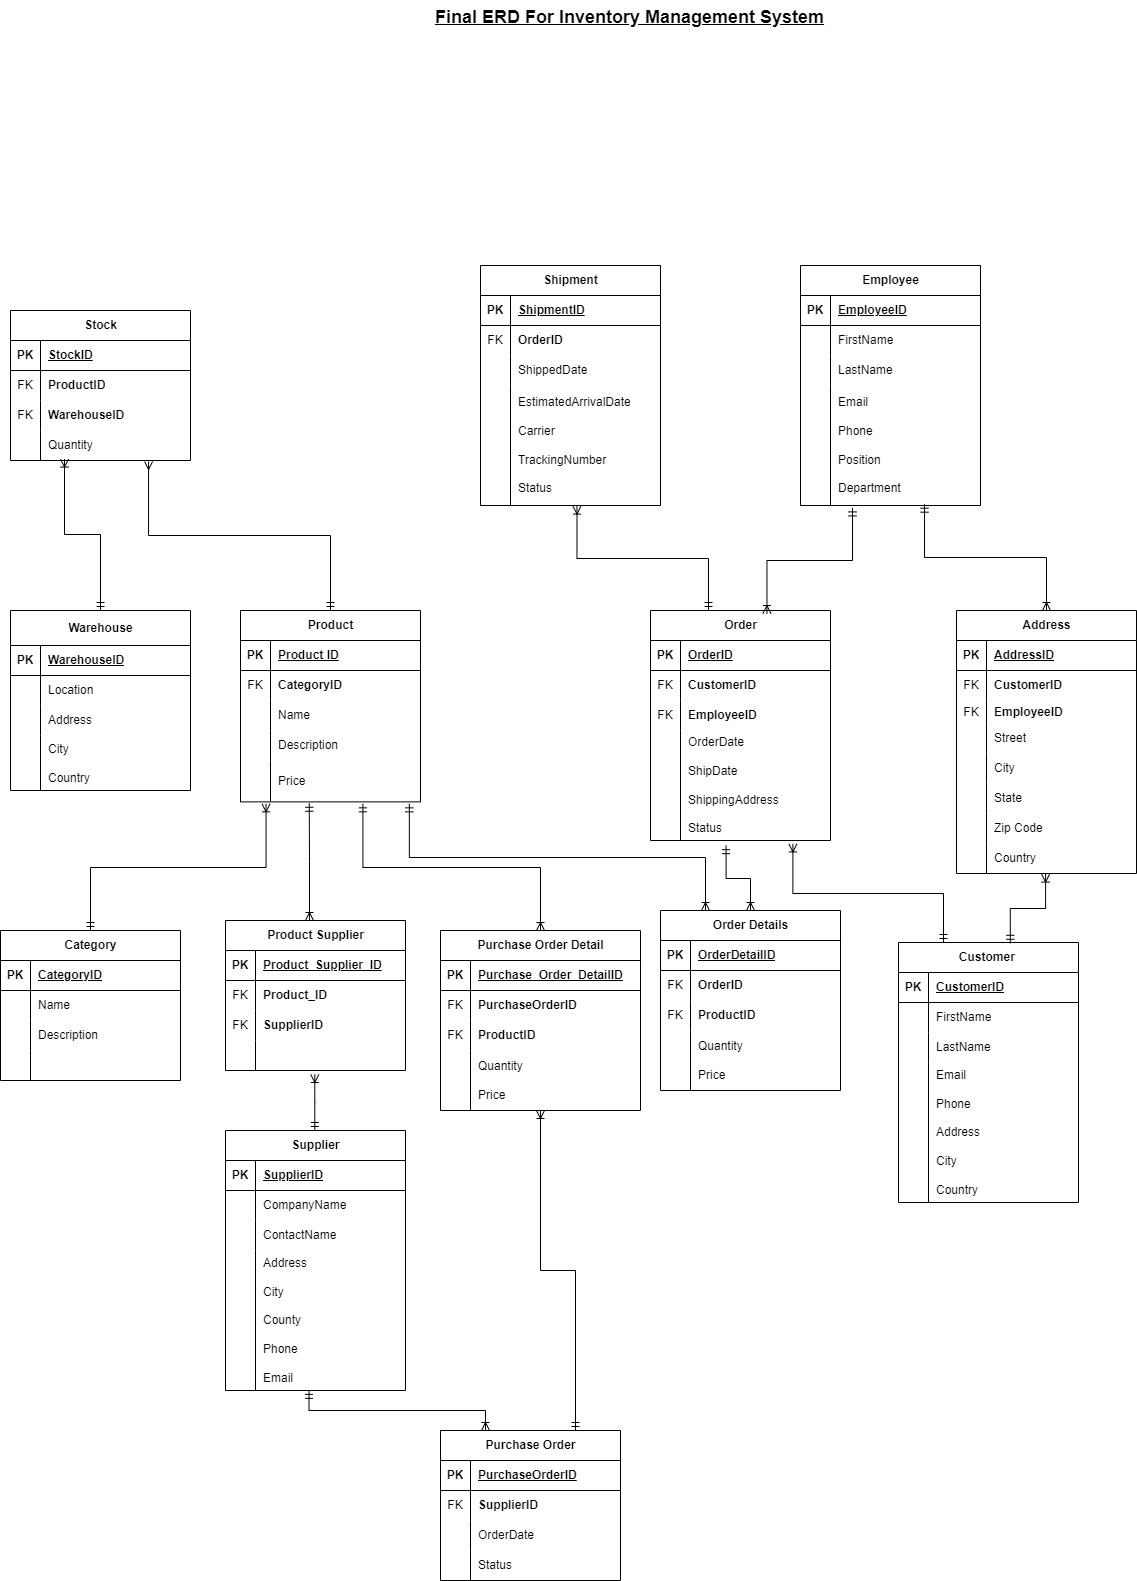 Final ERD For Inventory Management System
Shipment
PK ShipmentID
FK OrderID
ShippedDate
EstimatedArrivalDate
Carrier
TrackingNumber
Status
Employee
PK EmployeeID
FirstName
LastName
Email
Phone
Position
Department
Stock
PK StockID
FK ProductID
FK WarehouseID
Quantity
Warehouse
PK WarehouseID
Location
Address
City
Country
Product
PK Product ID
FK CategoryID
Name
Description
Price
Order
PK OrderID
FK CustomerID
FK EmployeeID
OrderDate
ShipDate
ShippingAddress
Status
Address
PK AddressID
FK CustomerID
FK EmployeeID
Street
City
State
Zip Code
Country
Category
PK CategoryID
Name
Description
Product Supplier
PK Product_Supplier_ID
FK Product_ID
FK SupplierID
Purchase Order Detail
PK Purchase_Order_DetailID
FK PurchaseOrderID
FK ProductID
Quantity
Price
Order Details
PK OrderDetailID
FK OrderID
FK ProductID
Quantity
Price
Customer
PK CustomerID
FirstName
LastName
Email
Phone
Address
City
Country
Supplier
PK SupplierID
CompanyName
ContactName
Address
City
County
Phone
Email
Purchase Order
PK PurchaseOrderID
FK SupplierID
OrderDate
Status